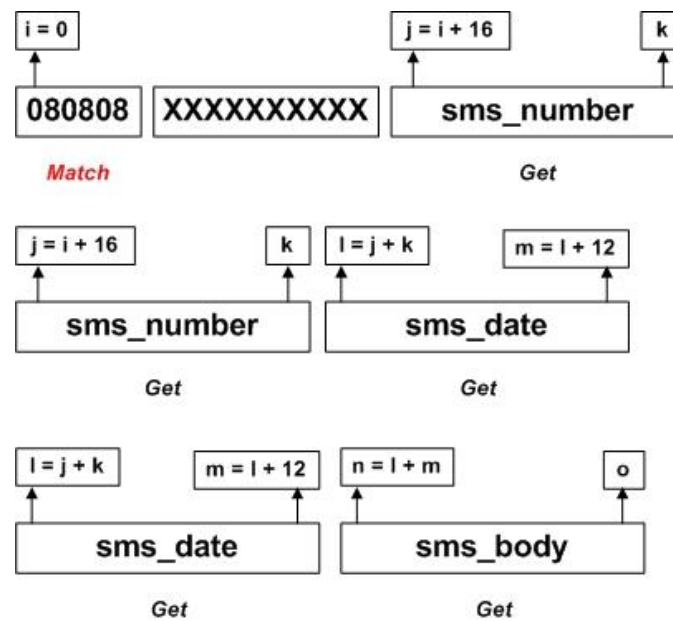 i = 0 j = i + 16 k
080808 XXXXXXXXXX sms_number
Match Get
j = i + 16 k l = j + k m = l + 12
sms_number sms_date
Get Get
l = j + k m = l + 12 n = l + m o
sms_date sms_body
Get Get